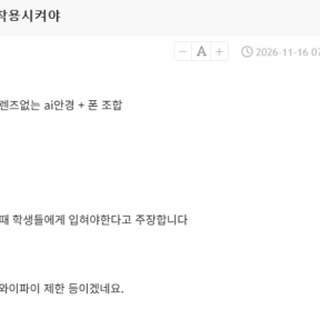 착용시켜야
A 2026-11-16 0
렌즈없는 ai안경 + 폰 조합
때 학생들에게 입혀야한다고 주장합니다
와이파이 제한 등이겠네요.